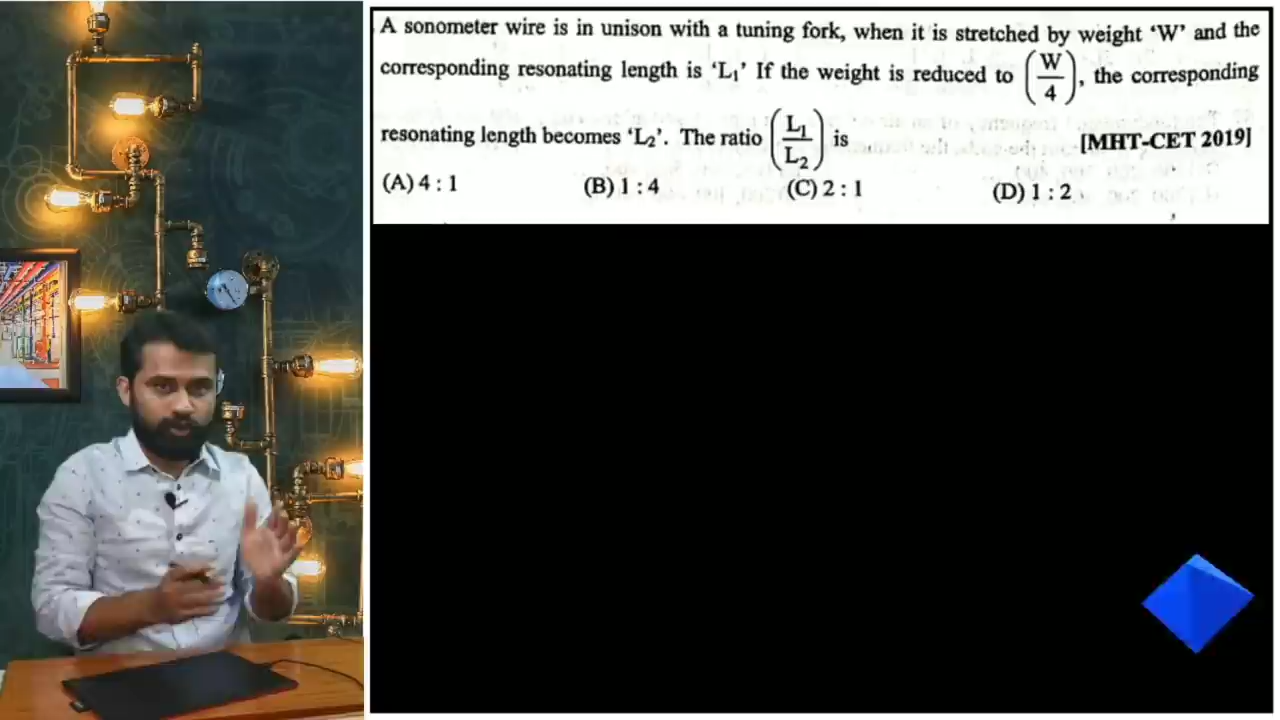 A sonometer wire is in unison with a tuning fork, when it is stretched by weight ‘W’ and the
corresponding resonating length is ‘L₁’ If the weight is reduced to (W/4), the corresponding
resonating length becomes ‘L₂’. The ratio (L₁/L₂) is [MHT-CET 2019]
(A) 4 : 1 (B) 1 : 4 (C) 2 : 1 (D) 1 : 2